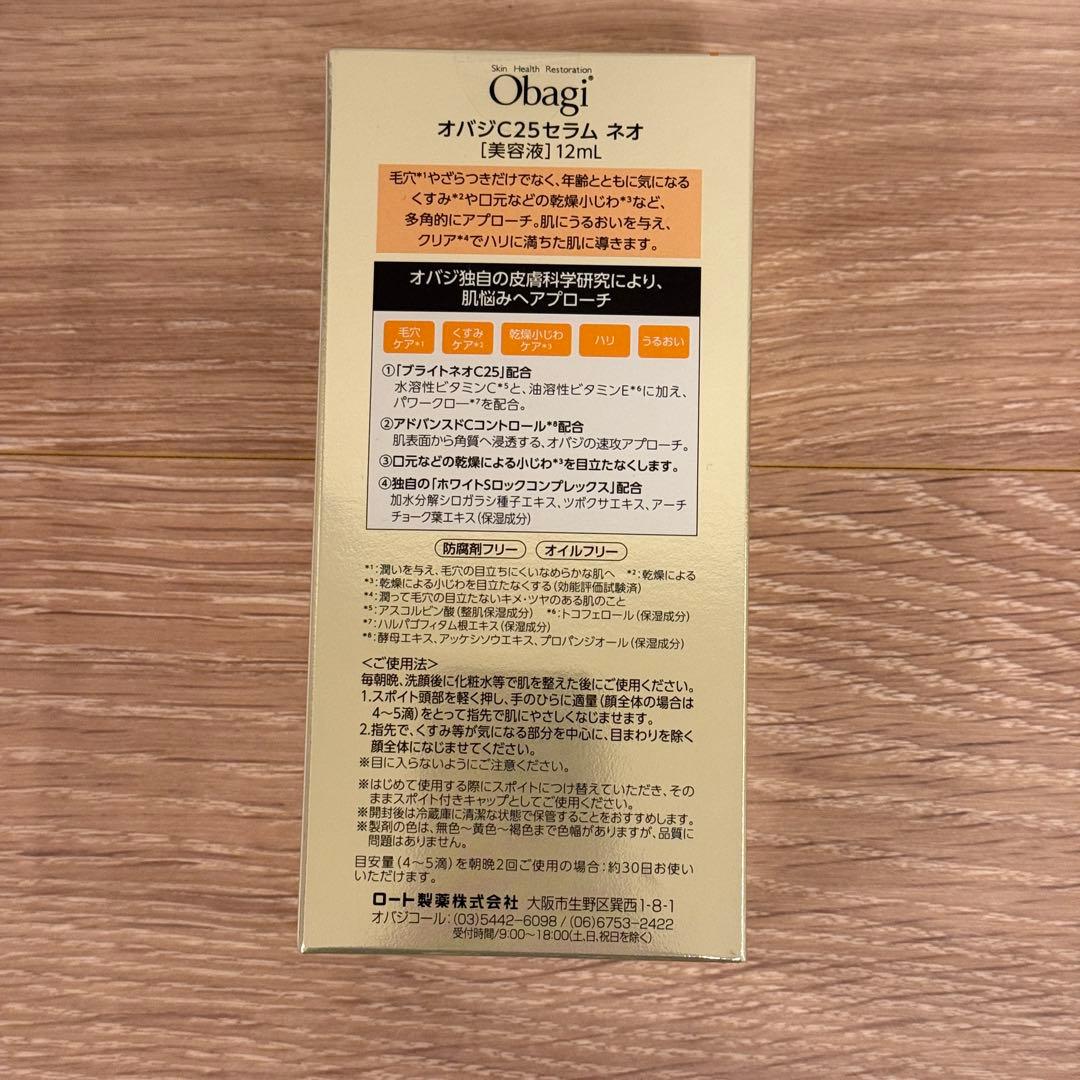 Skin Health Restoration
Obagi®
オバジC25セラム ネオ
[美容液] 12mL
毛穴*1やざらつきだけでなく、年齢とともに気になる
くすみ*2や口元などの乾燥小じわ*3など、
多角的にアプローチ。肌にうるおいを与え、
クリア*4でハリに満ちた肌に導きます。
オバジ独自の皮膚科学研究により、
肌悩みへアプローチ
毛穴
ケア*1
くすみ
ケア*2
乾燥小じわ
ケア*3
ハリ
うるおい
①「ブライトネオC25」配合
水溶性ビタミンC*5と、油溶性ビタミンE*6に加え、
パワークロー*7を配合。
②アドバンスドCコントロール*8配合
肌表面から角質へ浸透する、オバジの速攻アプローチ。
③口元などの乾燥による小じわ*3を目立たなくします。
④独自の「ホワイトSロックコンプレックス」配合
加水分解シロガラシ種子エキス、ツボクサエキス、アーチ
チョーク葉エキス(保湿成分)
防腐剤フリー オイルフリー
*1:潤いを与え、毛穴の目立ちにくいなめらかな肌へ *2:乾燥による
*3:乾燥による小じわを目立たなくする(効能評価試験済)
*4:潤って毛穴の目立たないキメ・ツヤのある肌のこと
*5:アスコルビン酸(整肌保湿成分) *6:トコフェロール(保湿成分)
*7:ハルパゴフィタム根エキス(保湿成分)
*8:酵母エキス、アッケシソウエキス、プロパンジオール(保湿成分)
<ご使用法>
毎朝晩、洗顔後に化粧水等で肌を整えた後にご使用ください。
1.スポイト頭部を軽く押し、手のひらに適量(顔全体の場合は
4〜5滴)をとって指先で肌にやさしくなじませます。
2.指先で、くすみ等が気になる部分を中心に、目まわりを除く
顔全体になじませてください。
※目に入らないようにご注意ください。
※はじめて使用する際にスポイトにつけ替えていただき、その
ままスポイト付きキャップとしてご使用ください。
※開封後は冷蔵庫に清潔な状態で保管することをおすすめします。
※製剤の色は、無色〜黄色〜褐色まで色幅がありますが、品質に
問題はありません。
目安量(4〜5滴)を朝晩2回ご使用の場合:約30日お使い
いただけます。
ロート製薬株式会社 大阪市生野区巽西1-8-1
オバジコール:(03)5442-6098/(06)6753-2422
受付時間/9:00〜18:00(土、日、祝日を除く)